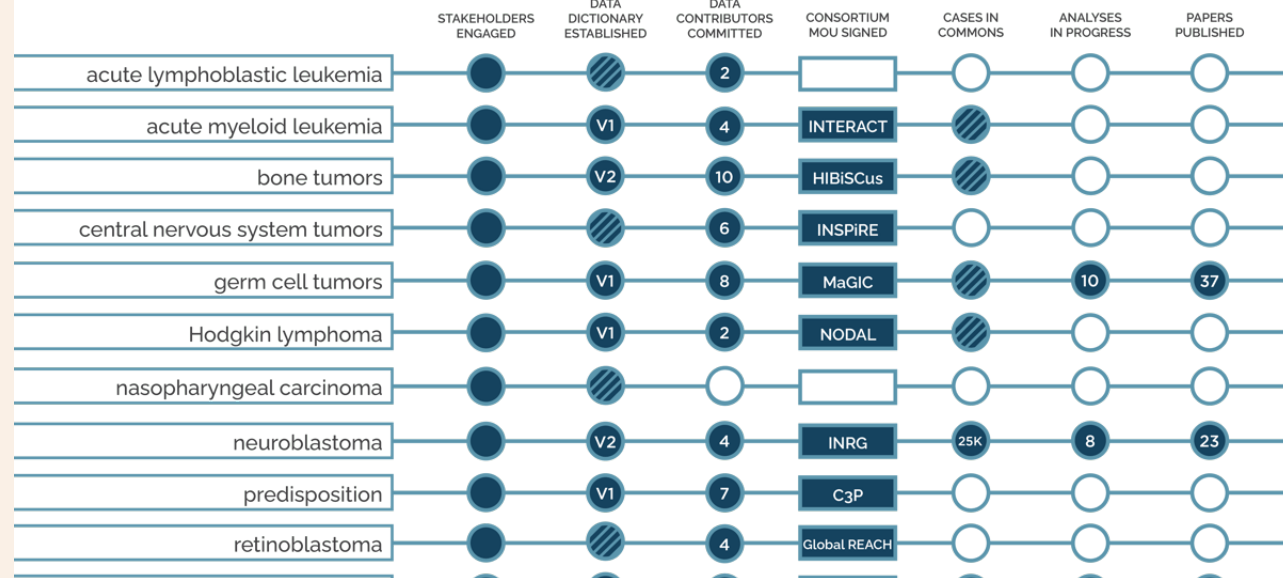 STAKEHOLDERS ENGAGED
DATA DICTIONARY ESTABLISHED
DATA CONTRIBUTORS COMMITTED
CONSORTIUM MOU SIGNED
CASES IN COMMONS
ANALYSES IN PROGRESS
PAPERS PUBLISHED
acute lymphoblastic leukemia 2
acute myeloid leukemia V1 4 INTERACT
bone tumors V2 10 HIBiSCus
central nervous system tumors 6 INSPiRE
germ cell tumors V1 8 MaGIC 10 37
Hodgkin lymphoma V1 2 NODAL
nasopharyngeal carcinoma
neuroblastoma V2 4 INRG 25K 8 23
predisposition V1 7 C3P
retinoblastoma 4 Global REACH